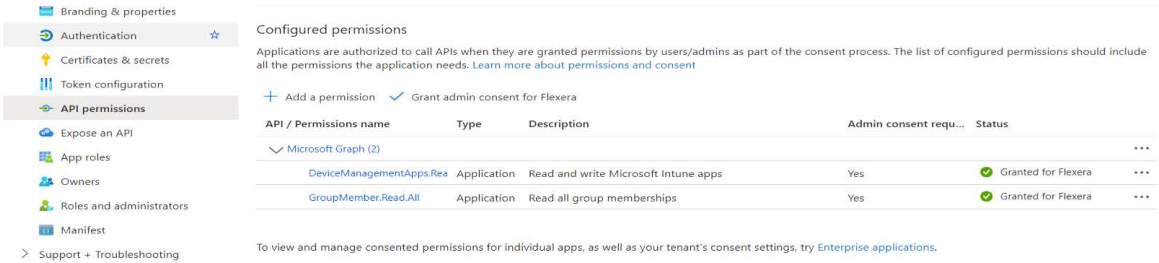 Branding & properties
Authentication
Certificates & secrets
Token configuration
API permissions
Expose an API
App roles
Owners
Roles and administrators
Manifest
Support + Troubleshooting
Configured permissions
Applications are authorized to call APIs when they are granted permissions by users/admins as part of the consent process. The list of configured permissions should include
all the permissions the application needs. Learn more about permissions and consent
Add a permission Grant admin consent for Flexera
API / Permissions name Type Description Admin consent requ... Status
Microsoft Graph (2) ...
DeviceManagementApps.Rea Application Read and write Microsoft Intune apps Yes Granted for Flexera ...
GroupMember.Read.All Application Read all group memberships Yes Granted for Flexera ...
To view and manage consented permissions for individual apps, as well as your tenant's consent settings, try Enterprise applications.